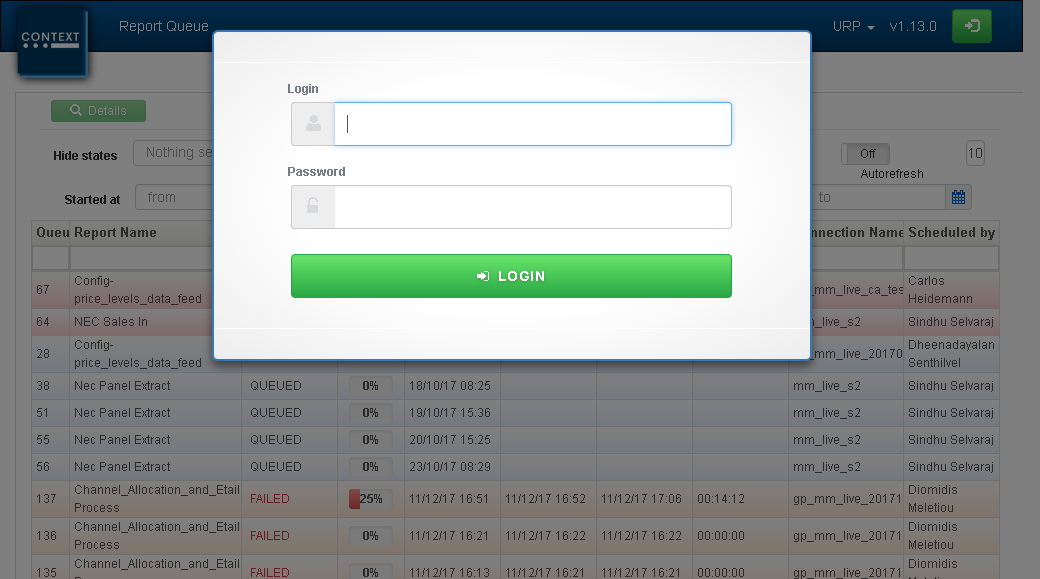 CONTEXT
Report Queue
URP
v1.13.0
Login
Password
LOGIN
Details
Hide states
Nothing se
Off
Autorefresh
10
Started at
from
to
Queu Report Name nnection Name Scheduled by
67 Config-price_levels_data_feed _mm_live_ca_tes Carlos Heidemann
64 NEC Sales In _live_s2 Sindhu Selvaraj
28 Config-price_levels_data_feed _mm_live_20170 Dheenadayalan Senthilvel
38 Nec Panel Extract QUEUED 0% 18/10/17 08:25 mm_live_s2 Sindhu Selvaraj
51 Nec Panel Extract QUEUED 0% 19/10/17 15:36 mm_live_s2 Sindhu Selvaraj
55 Nec Panel Extract QUEUED 0% 20/10/17 15:25 mm_live_s2 Sindhu Selvaraj
56 Nec Panel Extract QUEUED 0% 23/10/17 08:29 mm_live_s2 Sindhu Selvaraj
137 Channel_Allocation_and_Etail Process FAILED 25% 11/12/17 16:51 11/12/17 16:52 11/12/17 17:06 00:14:12 gp_mm_live_20171 Diomidis Meletiou
136 Channel_Allocation_and_Etail Process FAILED 0% 11/12/17 16:21 11/12/17 16:22 11/12/17 16:22 00:00:00 gp_mm_live_20171 Diomidis Meletiou
135 Channel_Allocation_and_Etail FAILED 0% 11/12/17 16:13 11/12/17 16:21 11/12/17 16:21 00:00:00 gp_mm_live_20171 Diomidis